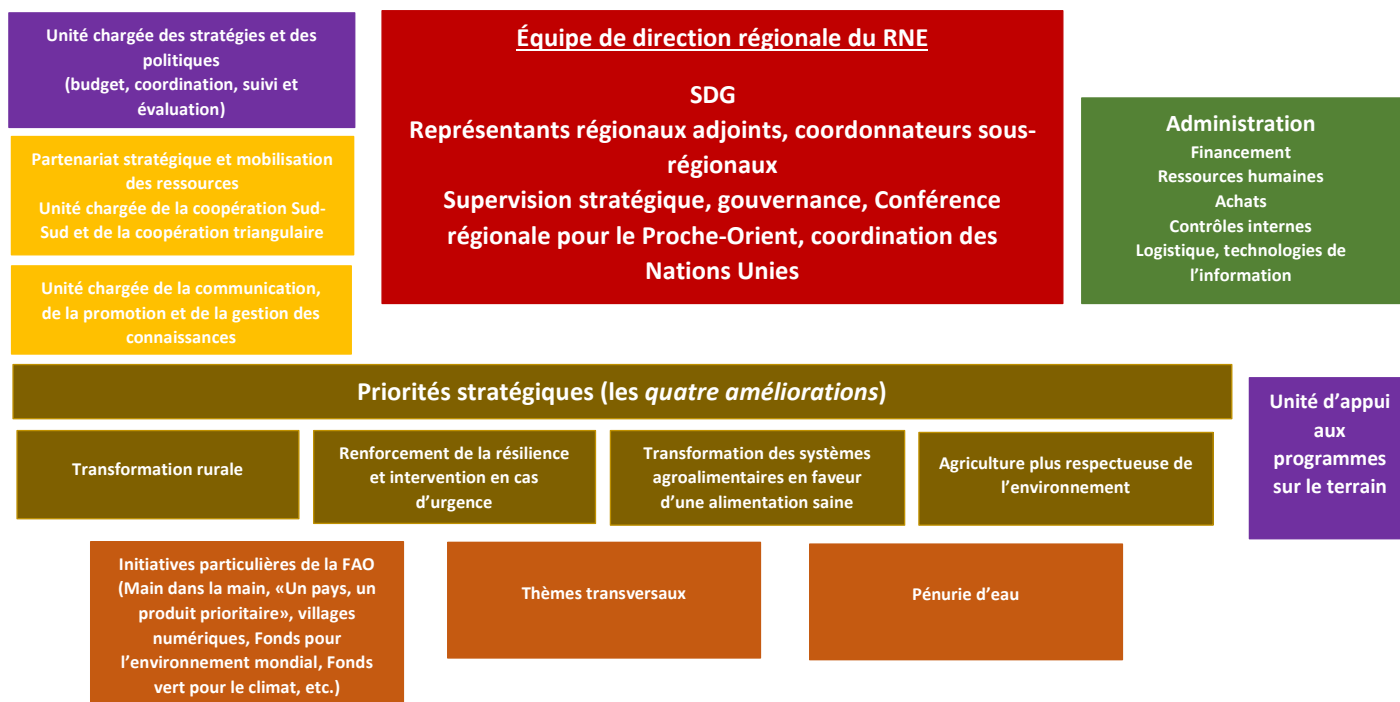 Unité chargée des stratégies et des
politiques
(budget, coordination, suivi et
évaluation)
Partenariat stratégique et mobilisation
des ressources
Unité chargée de la coopération Sud-
Sud et de la coopération triangulaire
Unité chargée de la communication,
de la promotion et de la gestion des
connaissances
Équipe de direction régionale du RNE
SDG
Représentants régionaux adjoints, coordonnateurs sous-
régionaux
Supervision stratégique, gouvernance, Conférence
régionale pour le Proche-Orient, coordination des
Nations Unies
Administration
Financement
Ressources humaines
Achats
Contrôles internes
Logistique, technologies de
l’information
Priorités stratégiques (les quatre améliorations)
Transformation rurale
Renforcement de la résilience
et intervention en cas
d’urgence
Transformation des systèmes
agroalimentaires en faveur
d’une alimentation saine
Agriculture plus respectueuse de
l’environnement
Unité d’appui
aux
programmes
sur le terrain
Initiatives particulières de la FAO
(Main dans la main, «Un pays, un
produit prioritaire», villages
numériques, Fonds pour
l’environnement mondial, Fonds
vert pour le climat, etc.)
Thèmes transversaux
Pénurie d’eau